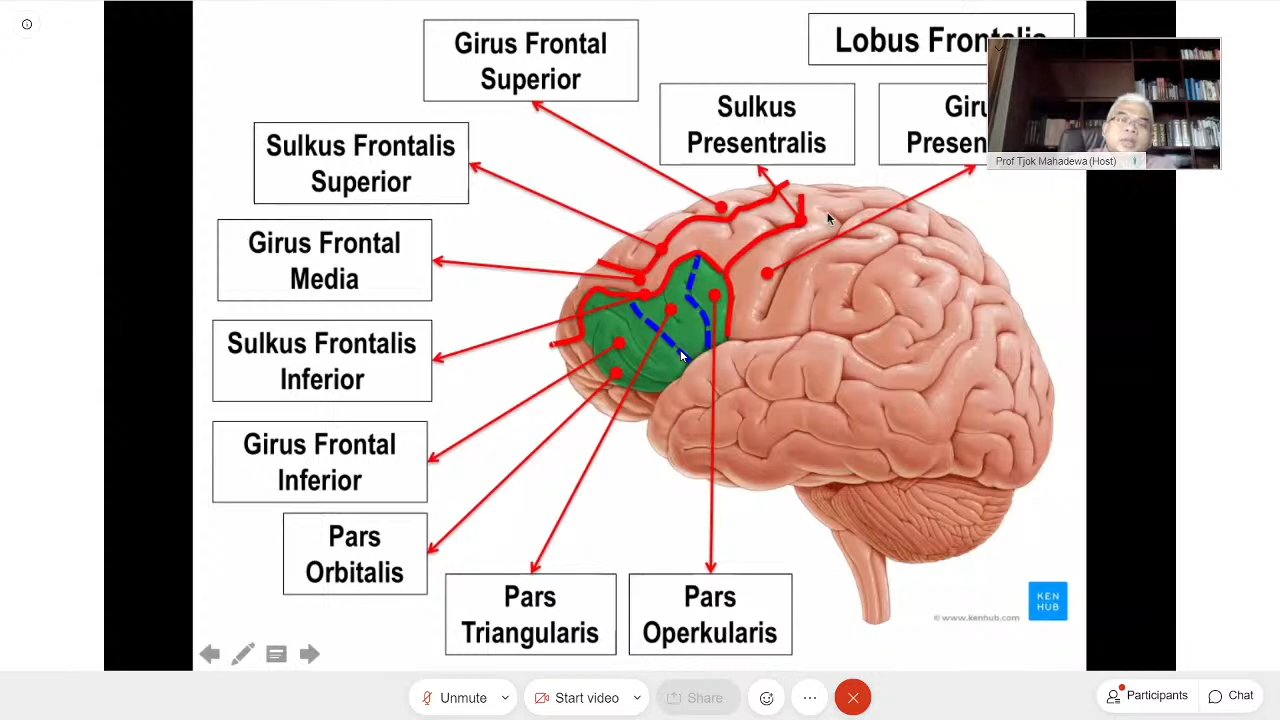 Girus Frontal
Superior
Lobus Frontalis
Sulkus
Presentralis
Sulkus Frontalis
Superior
Prof Tjok Mahadewa (Host)
Girus Frontal
Media
Sulkus Frontalis
Inferior
Girus Frontal
Inferior
Pars
Orbitalis
Pars
Triangularis
Pars
Operkularis
KEN
HUB
© www.kenhub.com
Unmute
Start video
Share
Participants
Chat